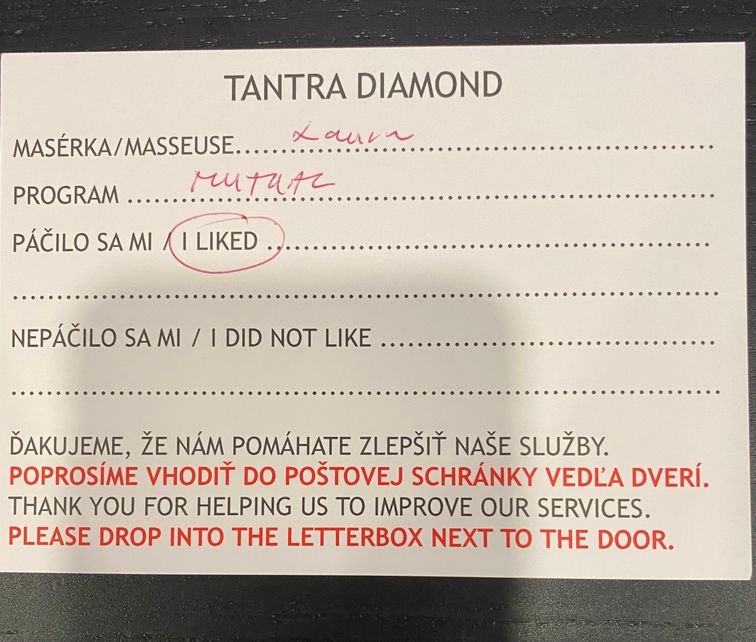 TANTRA DIAMOND
MASÉRKA/MASSEUSE.......Laura.......
PROGRAM .......MUTUAL.......
PÁČILO SA MI / I LIKED .......
.......
NEPÁČILO SA MI / I DID NOT LIKE .......
.......
ĎAKUJEME, ŽE NÁM POMÁHATE ZLEPŠIŤ NAŠE SLUŽBY.
POPROSÍME VHODIŤ DO POŠTOVEJ SCHRÁNKY VEDĽA DVERÍ.
THANK YOU FOR HELPING US TO IMPROVE OUR SERVICES.
PLEASE DROP INTO THE LETTERBOX NEXT TO THE DOOR.